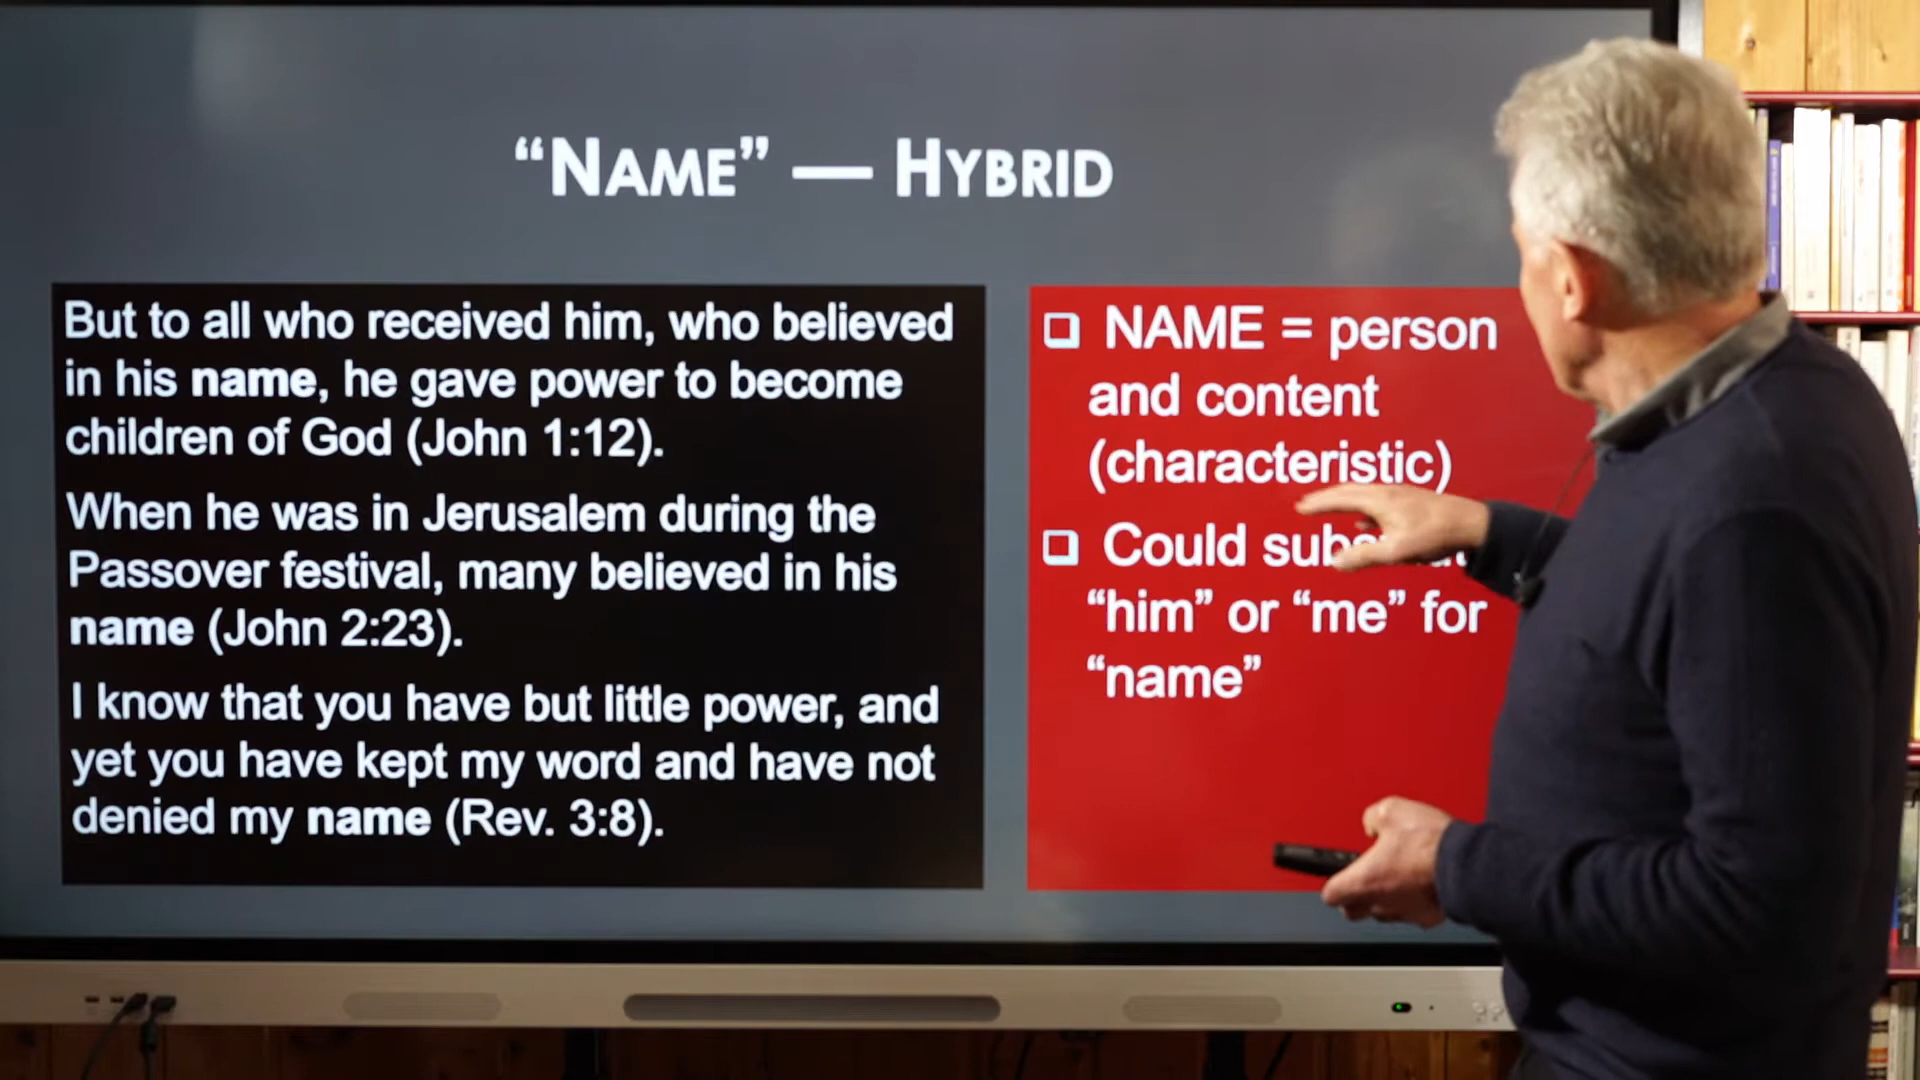 “NAME” — HYBRID
But to all who received him, who believed
in his name, he gave power to become
children of God (John 1:12).
When he was in Jerusalem during the
Passover festival, many believed in his
name (John 2:23).
I know that you have but little power, and
yet you have kept my word and have not
denied my name (Rev. 3:8).
❑ NAME = person
and content
(characteristic)
❑ Could
“him” or “me” for
“name”